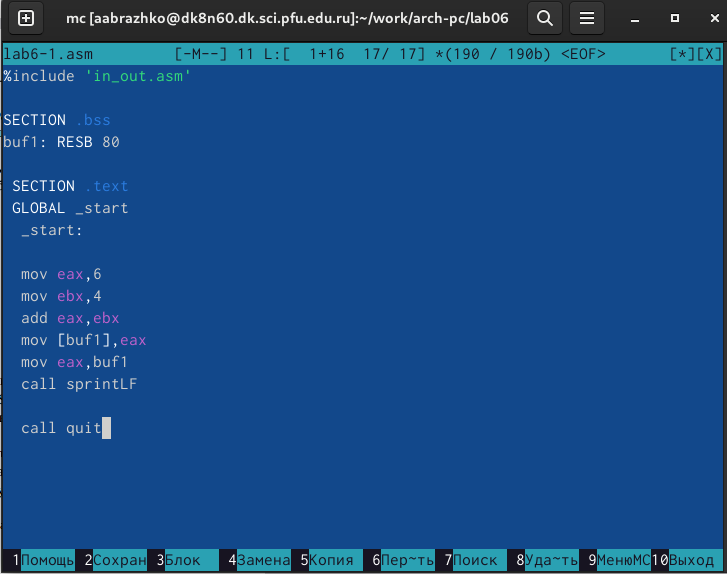 mc [aabrazhko@dk8n60.dk.sci.pfu.edu.ru]:~/work/arch-pc/lab06
lab6-1.asm [-M--] 11 L:[ 1+16 17/ 17] *(190 / 190b) <EOF> [*][X]
%include 'in_out.asm'
SECTION .bss
buf1: RESB 80
SECTION .text
GLOBAL _start
_start:
mov eax,6
mov ebx,4
add eax,ebx
mov [buf1],eax
mov eax,buf1
call sprintLF
call quit
1Помощь 2Сохран 3Блок 4Замена 5Копия 6Пер~ть 7Поиск 8Уда~ть 9МенюMC 10Выход